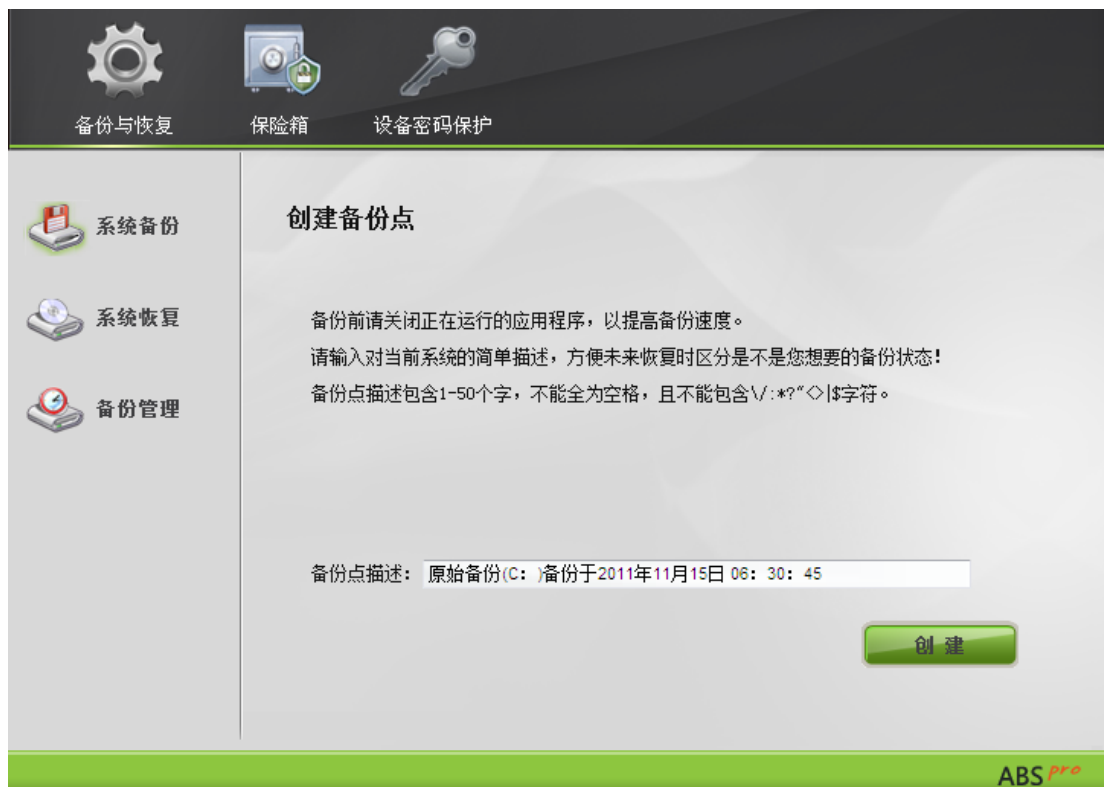 备份与恢复
保险箱
设备密码保护
系统备份
系统恢复
备份管理
创建备份点
备份前请关闭正在运行的应用程序，以提高备份速度。
请输入对当前系统的简单描述，方便未来恢复时区分是不是您想要的备份状态！
备份点描述包含1-50个字，不能全为空格，且不能包含\/:*?"<>|$字符。
备份点描述： 原始备份(C：)备份于2011年11月15日 06：30：45
创 建
ABS pro